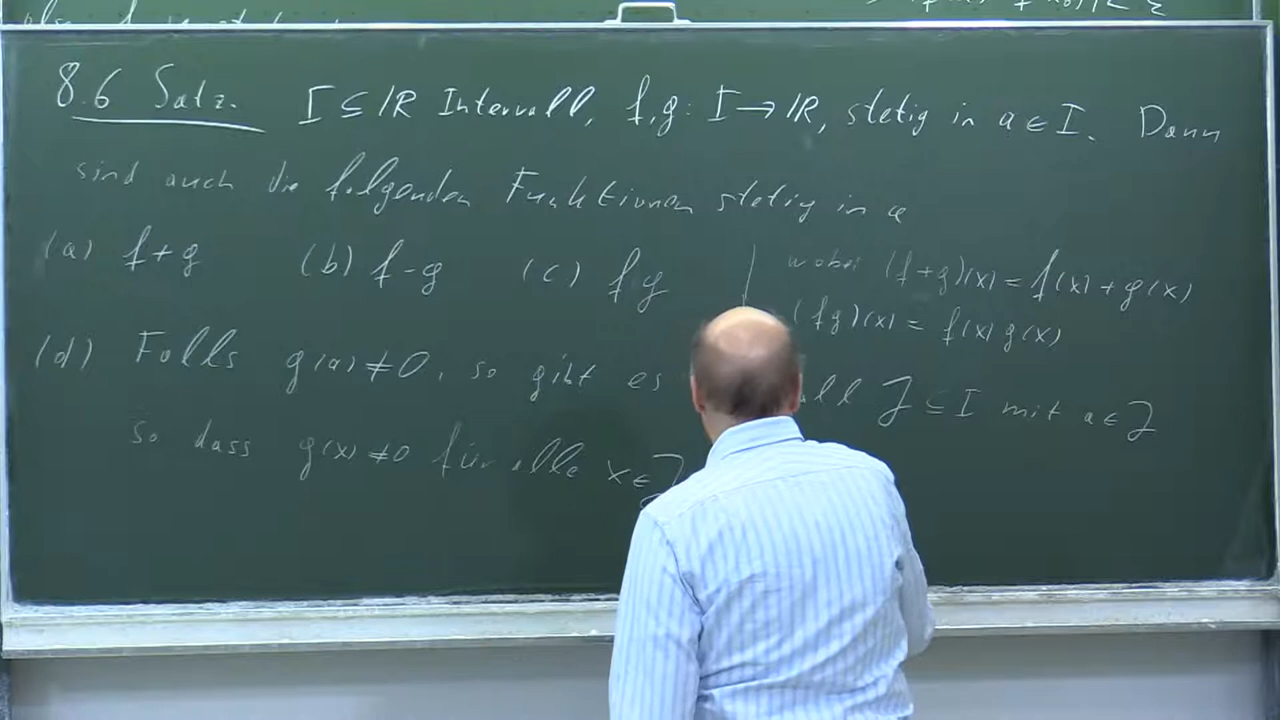 8.6 Satz. I ⊆ ℝ Intervall, f,g: I → ℝ, stetig in a ∈ I. Dann
sind auch die folgenden Funktionen stetig in a
(a) f+g (b) f-g (c) fg | wobei (f+g)(x) = f(x) + g(x)
(fg)(x) = f(x) g(x)
(d) Falls g(a) ≠ 0, so gibt es J ⊆ I mit a ∈ J
so dass g(x) ≠ 0 für alle x ∈ J